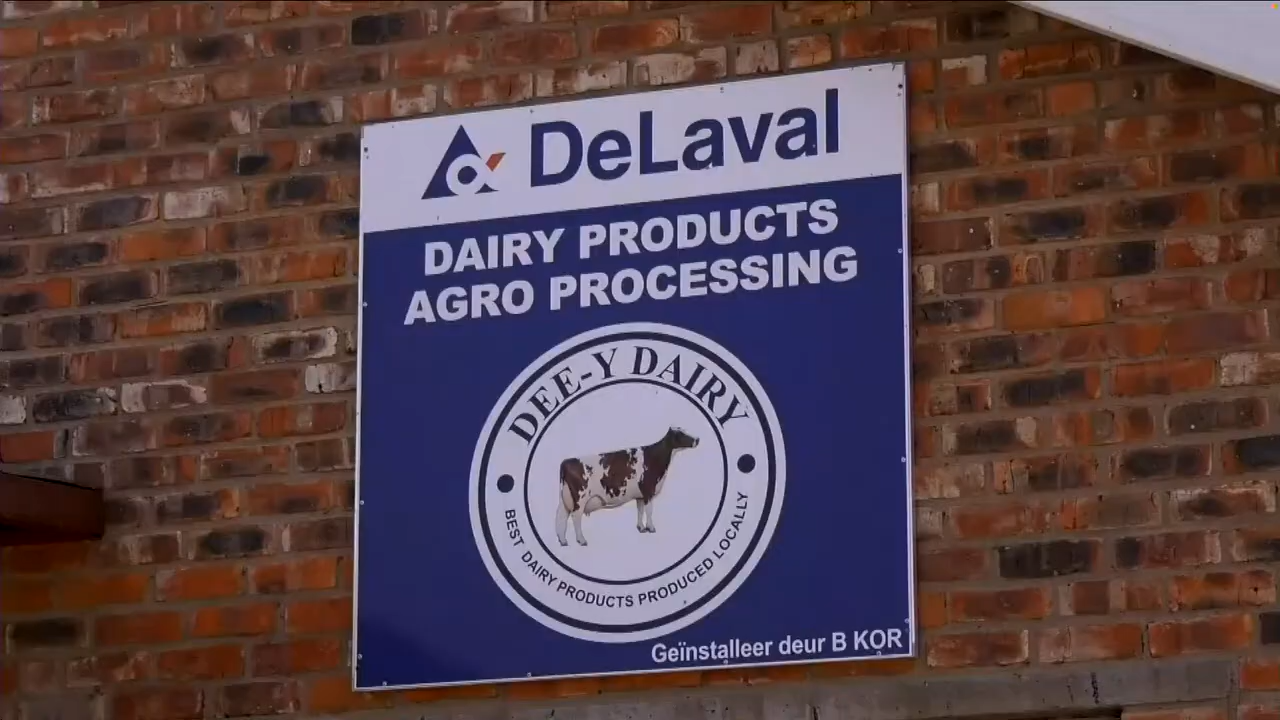 DeLaval
DAIRY PRODUCTS
AGRO PROCESSING
DEE-Y DAIRY
BEST DAIRY PRODUCTS PRODUCED LOCALLY
Geïnstalleer deur B KOR